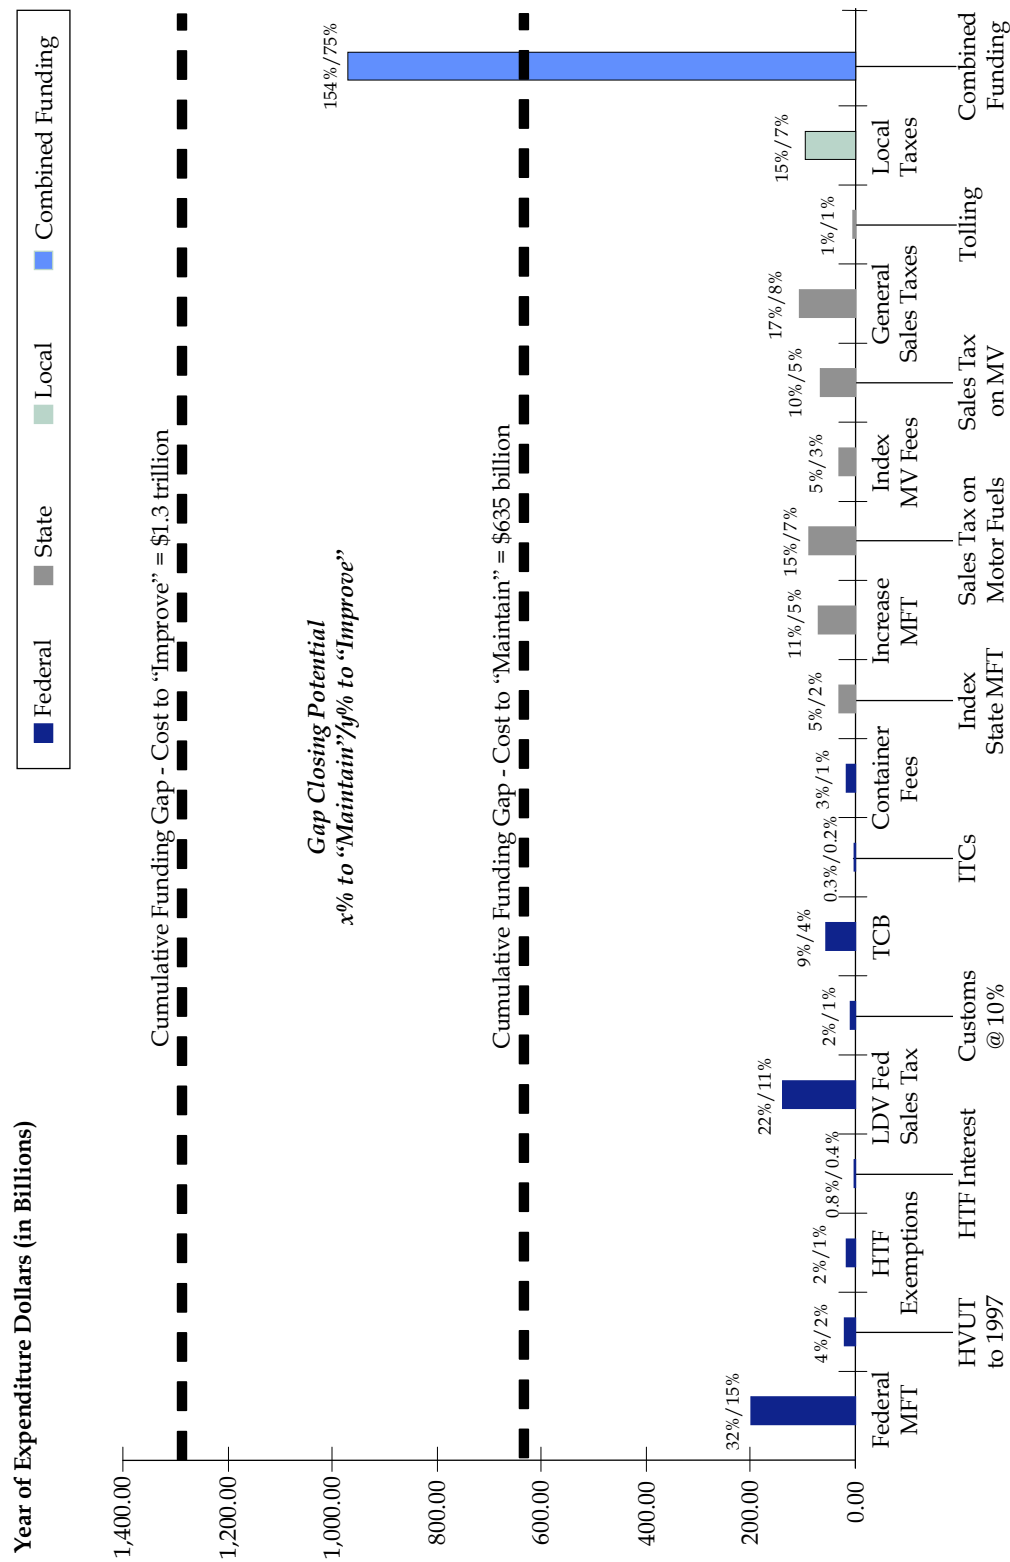 Year of Expenditure Dollars (in Billions)
Federal
State
Local
Combined Funding
1,400.00
1,200.00
1,000.00
800.00
600.00
400.00
200.00
0.00
Cumulative Funding Gap - Cost to “Improve” = $1.3 trillion
Gap Closing Potential
x% to “Maintain”/y% to “Improve”
Cumulative Funding Gap - Cost to “Maintain” = $635 billion
32%/15%
4%/2%
2%/1%
0.8%/0.4%
22%/11%
2%/1%
9%/4%
0.3%/0.2%
3%/1%
5%/2%
11%/5%
15%/7%
5%/3%
10%/5%
17%/8%
1%/1%
15%/7%
154%/75%
Federal
MFT
HVUT
to 1997
HTF
Exemptions
HTF Interest
LDV Fed
Sales Tax
Customs
@ 10%
TCB
ITCs
Container
Fees
Index
State MFT
Increase
MFT
Sales Tax on
Motor Fuels
Index
MV Fees
Sales Tax
on MV
General
Sales Taxes
Tolling
Local
Taxes
Combined
Funding